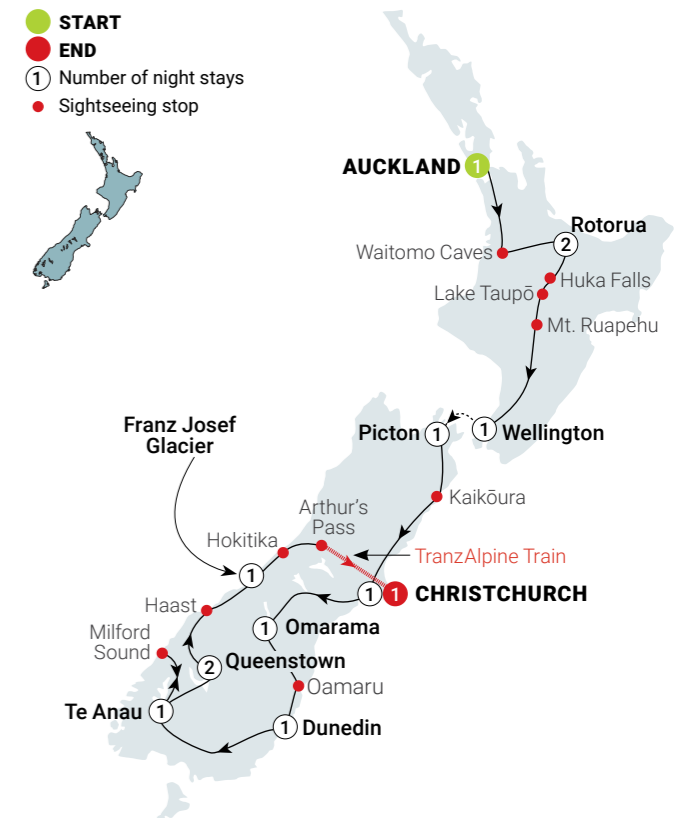 START
END
1 Number of night stays
Sightseeing stop
AUCKLAND 1
Rotorua
2
Waitomo Caves
Huka Falls
Lake Taupō
Mt. Ruapehu
Franz Josef
Glacier
Picton 1
1 Wellington
Kaikōura
Arthur's
Pass
Hokitika
TranzAlpine Train
1
1 1 CHRISTCHURCH
Haast
1 Omarama
Milford
Sound
2 Queenstown
Oamaru
Te Anau 1
1 Dunedin